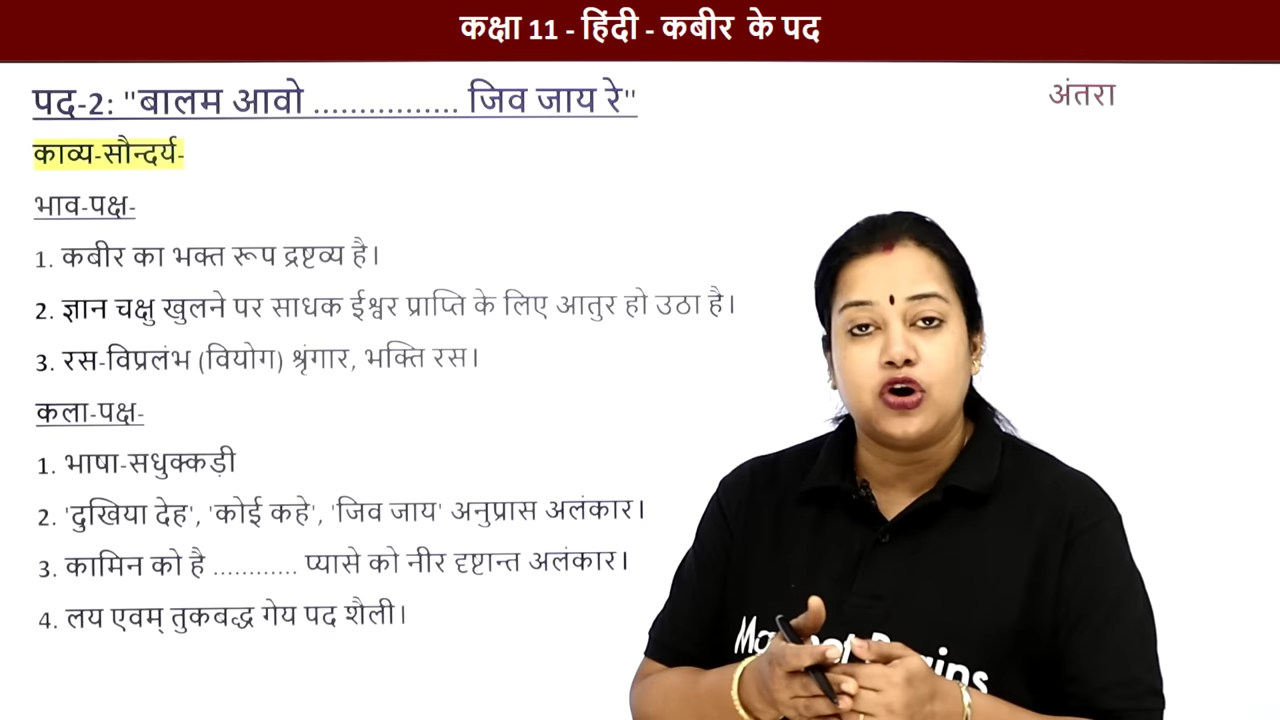 कक्षा 11 - हिंदी - कबीर के पद
पद-2: "बालम आवो ................ जिव जाय रे"
अंतरा
काव्य-सौन्दर्य-
भाव-पक्ष-
1. कबीर का भक्त रूप द्रष्टव्य है।
2. ज्ञान चक्षु खुलने पर साधक ईश्वर प्राप्ति के लिए आतुर हो उठा है।
3. रस-विप्रलंभ (वियोग) श्रृंगार, भक्ति रस।
कला-पक्ष-
1. भाषा-सधुक्कड़ी
2. 'दुखिया देह', 'कोई कहे', 'जिव जाय' अनुप्रास अलंकार।
3. कामिन को है ............ प्यासे को नीर दृष्टान्त अलंकार।
4. लय एवम् तुकबद्ध गेय पद शैली।